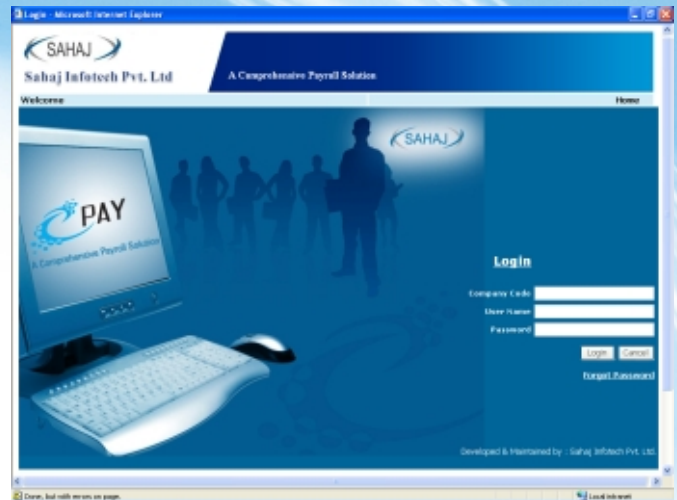 Login - Microsoft Internet Explorer
SAHAJ
Sahaj Infotech Pvt. Ltd
A Comprehensive Payroll Solution
Welcome
Home
SAHAJ
PAY
A Comprehensive Payroll Solution
Login
Company Code
User Name
Password
Login Cancel
Forgot Password
Developed & Maintained by : Sahaj Infotech Pvt. Ltd.
Done, but with errors on page.
Local intranet